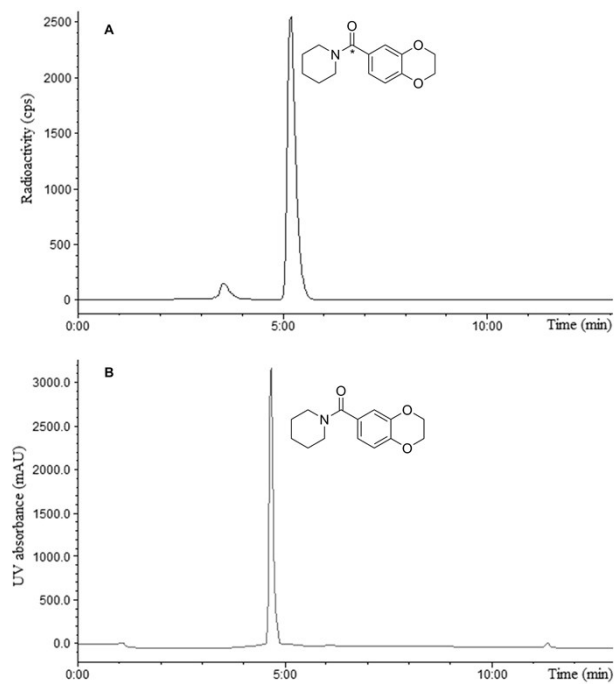 A
Radioactivity (cps)
2500
2000
1500
1000
500
0
0:00
5:00
10:00
Time (min)
O
N
*
O
O
B
UV absorbance (mAU)
3000.0
2500.0
2000.0
1500.0
1000.0
500.0
0.0
0:00
5:00
10:00
Time (min)
O
N
O
O